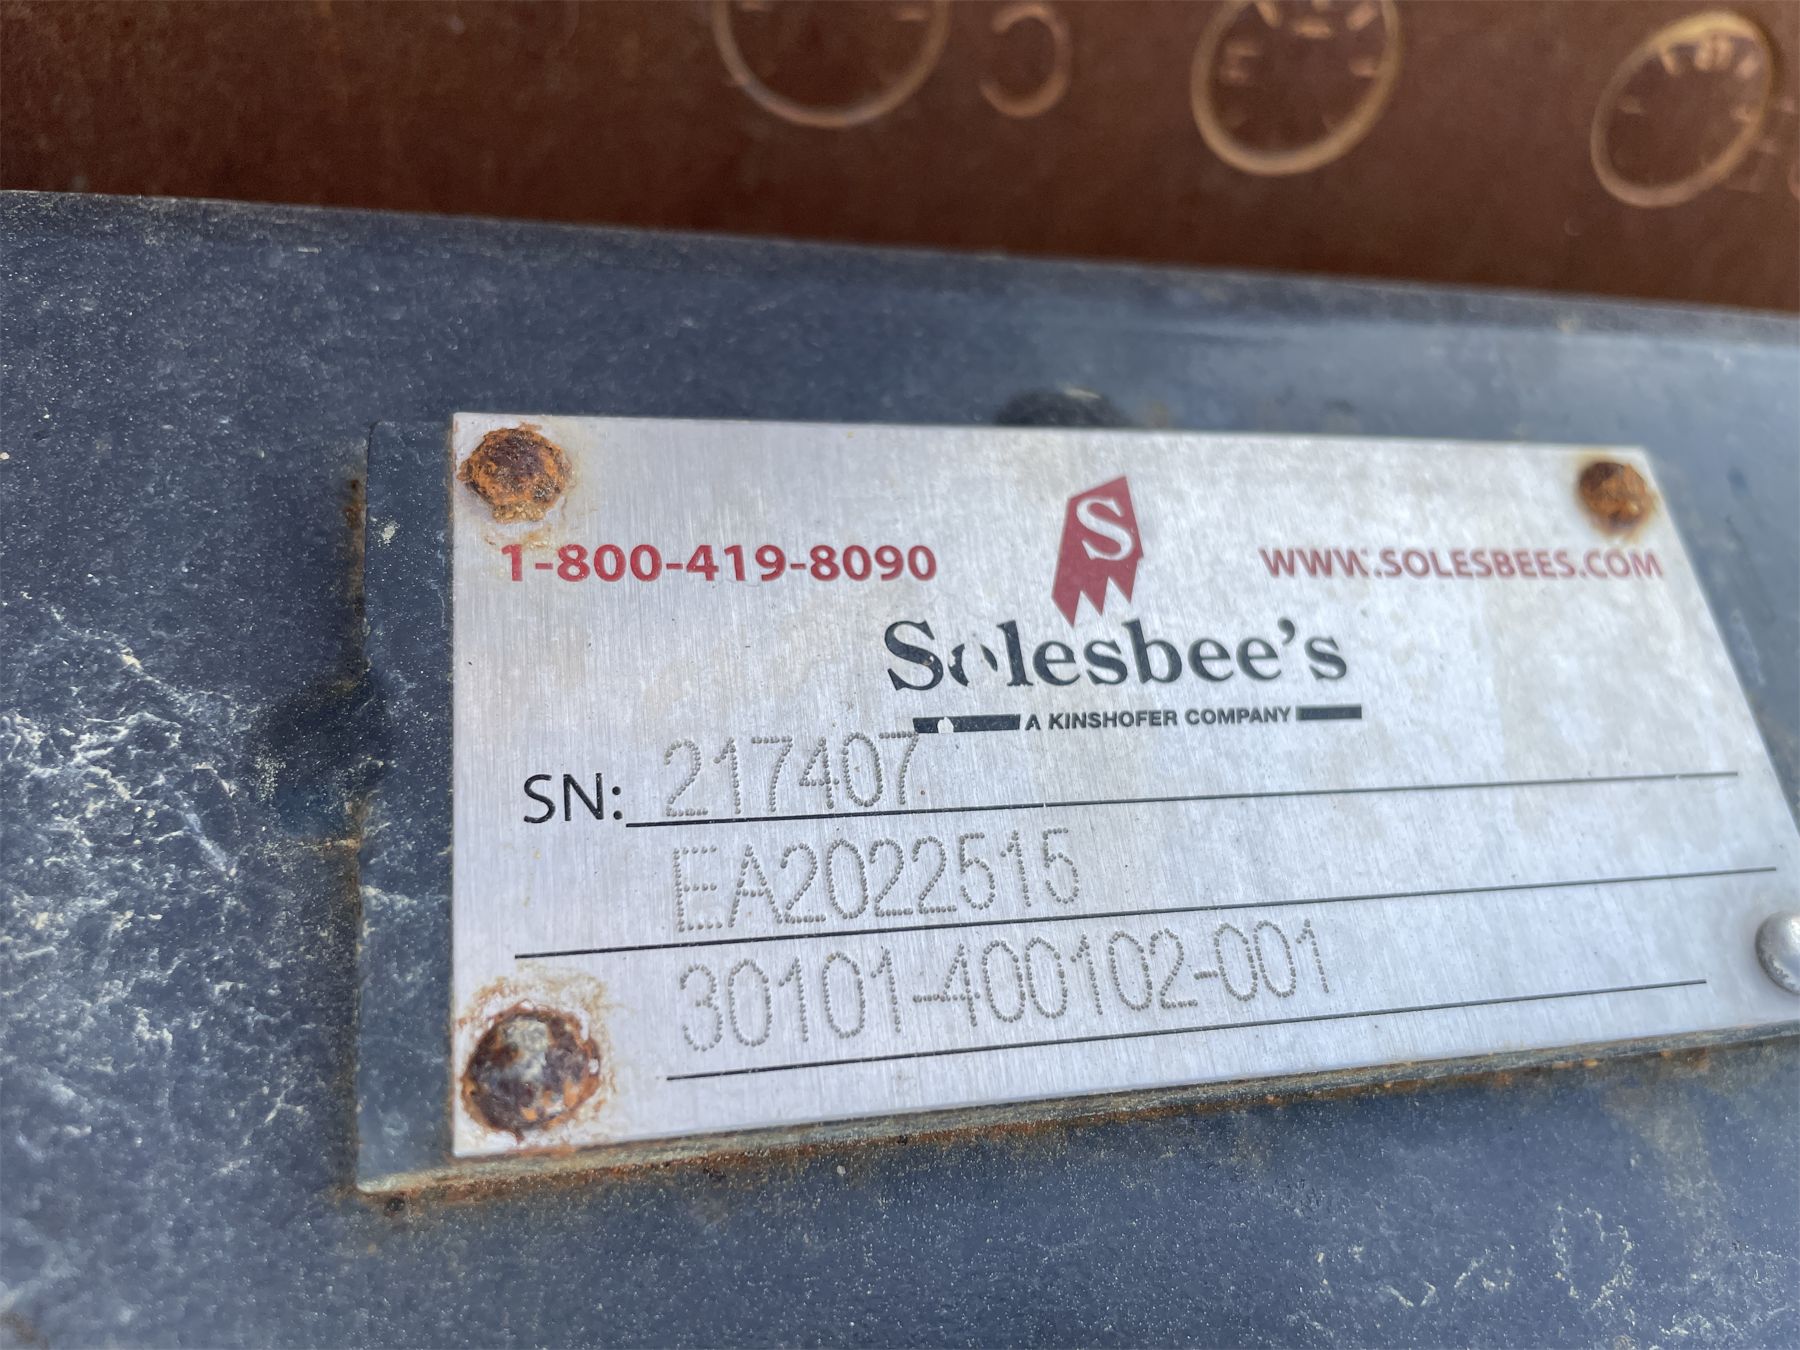 1-800-419-8090
S
WWW.SOLESBEES.COM
Solesbee's
A KINSHOFER COMPANY
SN: 217407
EA2022515
30101-400102-001